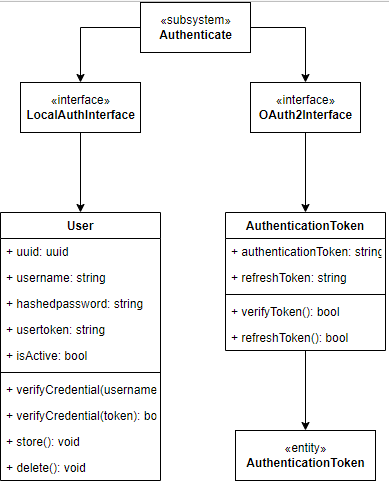 «subsystem»
Authenticate
«interface»
LocalAuthInterface
«interface»
OAuth2Interface
User
+ uuid: uuid
+ username: string
+ hashedpassword: string
+ usertoken: string
+ isActive: bool
+ verifyCredential(username
+ verifyCredential(token): bo
+ store(): void
+ delete(): void
AuthenticationToken
+ authenticationToken: string
+ refreshToken: string
+ verifyToken(): bool
+ refreshToken(): bool
«entity»
AuthenticationToken